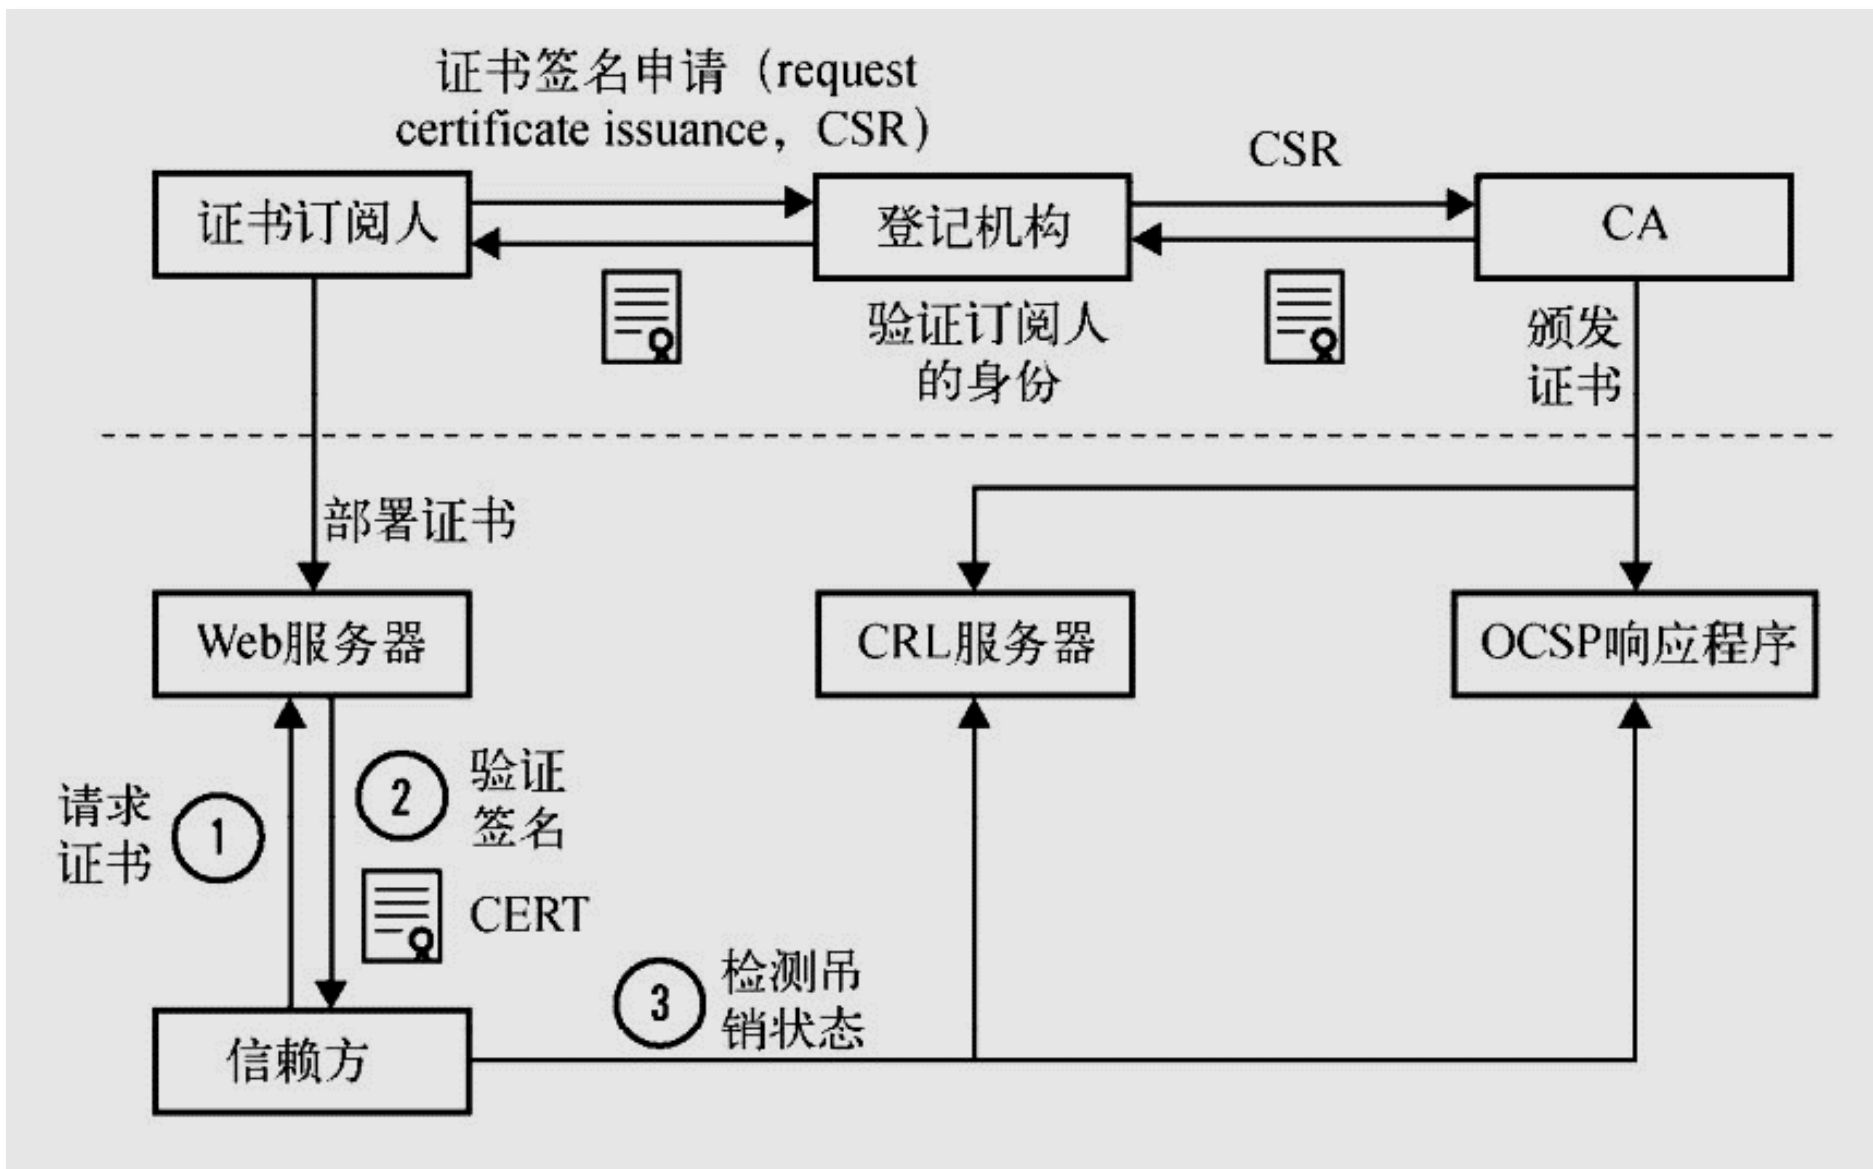 证书签名申请（request
certificate issuance，CSR）
CSR
证书订阅人
登记机构
CA
验证订阅人
的身份
颁发
证书
部署证书
Web服务器
CRL服务器
OCSP响应程序
请求
证书
1
2
验证
签名
CERT
3
检测吊
销状态
信赖方